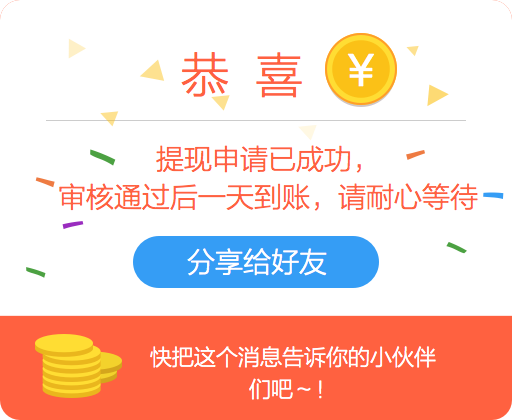 恭喜 ¥
提现申请已成功，
审核通过后一天到账，请耐心等待
分享给好友
快把这个消息告诉你的小伙伴
们吧~！